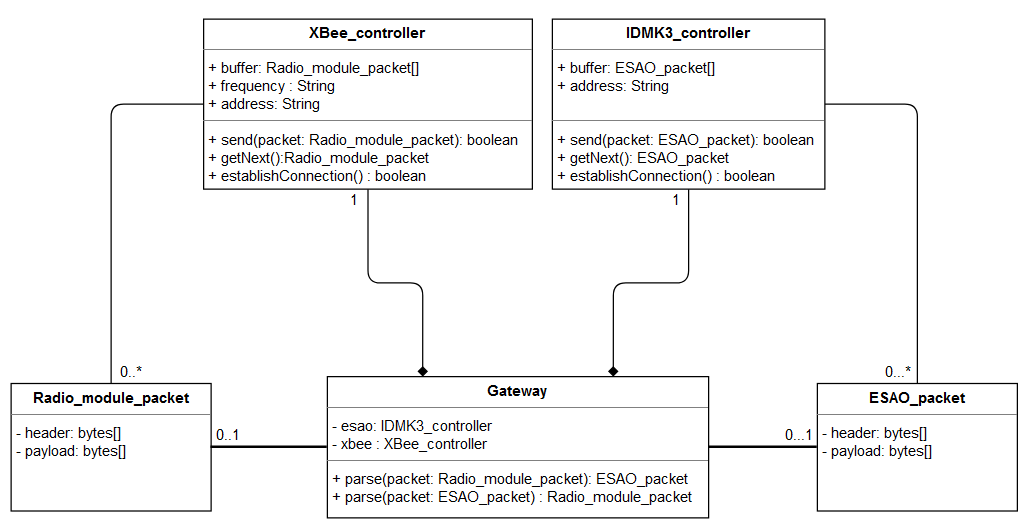 XBee_controller
+ buffer: Radio_module_packet[]
+ frequency : String
+ address: String
+ send(packet: Radio_module_packet): boolean
+ getNext():Radio_module_packet
+ establishConnection() : boolean
1
IDMK3_controller
+ buffer: ESAO_packet[]
+ address: String
+ send(packet: ESAO_packet): boolean
+ getNext(): ESAO_packet
+ establishConnection() : boolean
1
0..*
Radio_module_packet
- header: bytes[]
- payload: bytes[]
0..1
Gateway
- esao: IDMK3_controller
- xbee : XBee_controller
+ parse(packet: Radio_module_packet): ESAO_packet
+ parse(packet: ESAO_packet) : Radio_module_packet
0...*
ESAO_packet
- header: bytes[]
- payload: bytes[]
0...1